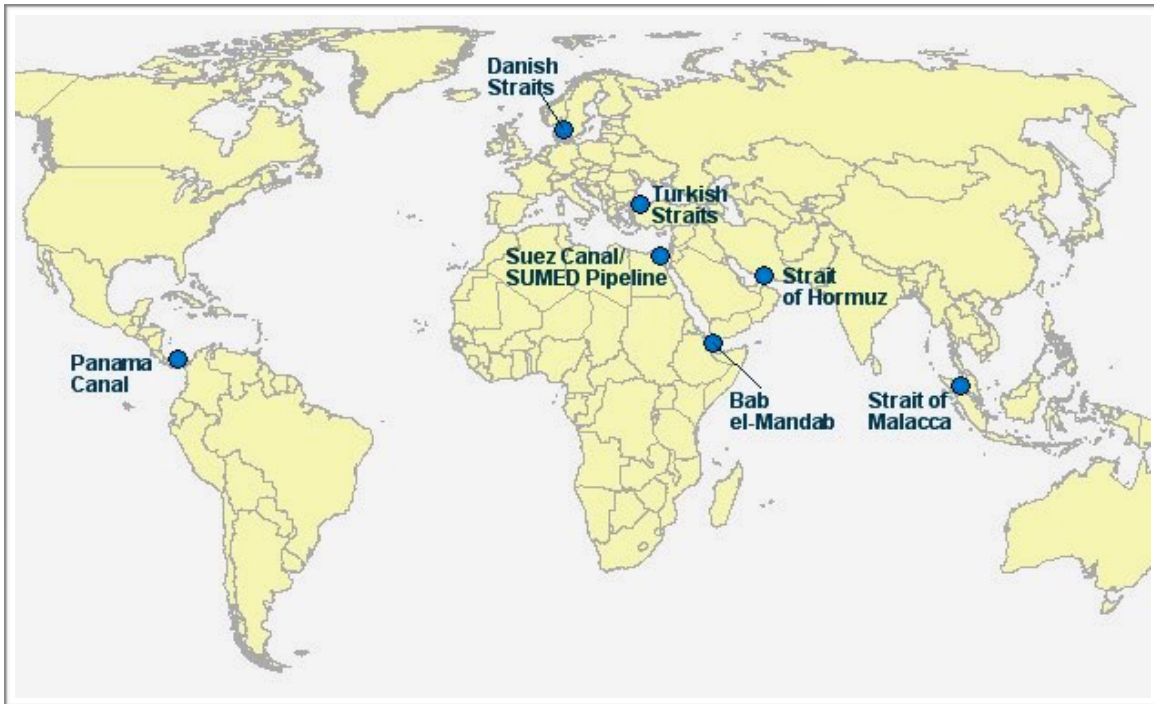 Danish
Straits
Turkish
Straits
Suez Canal/
SUMED Pipeline
Strait
of Hormuz
Panama
Canal
Bab
el-Mandab
Strait of
Malacca